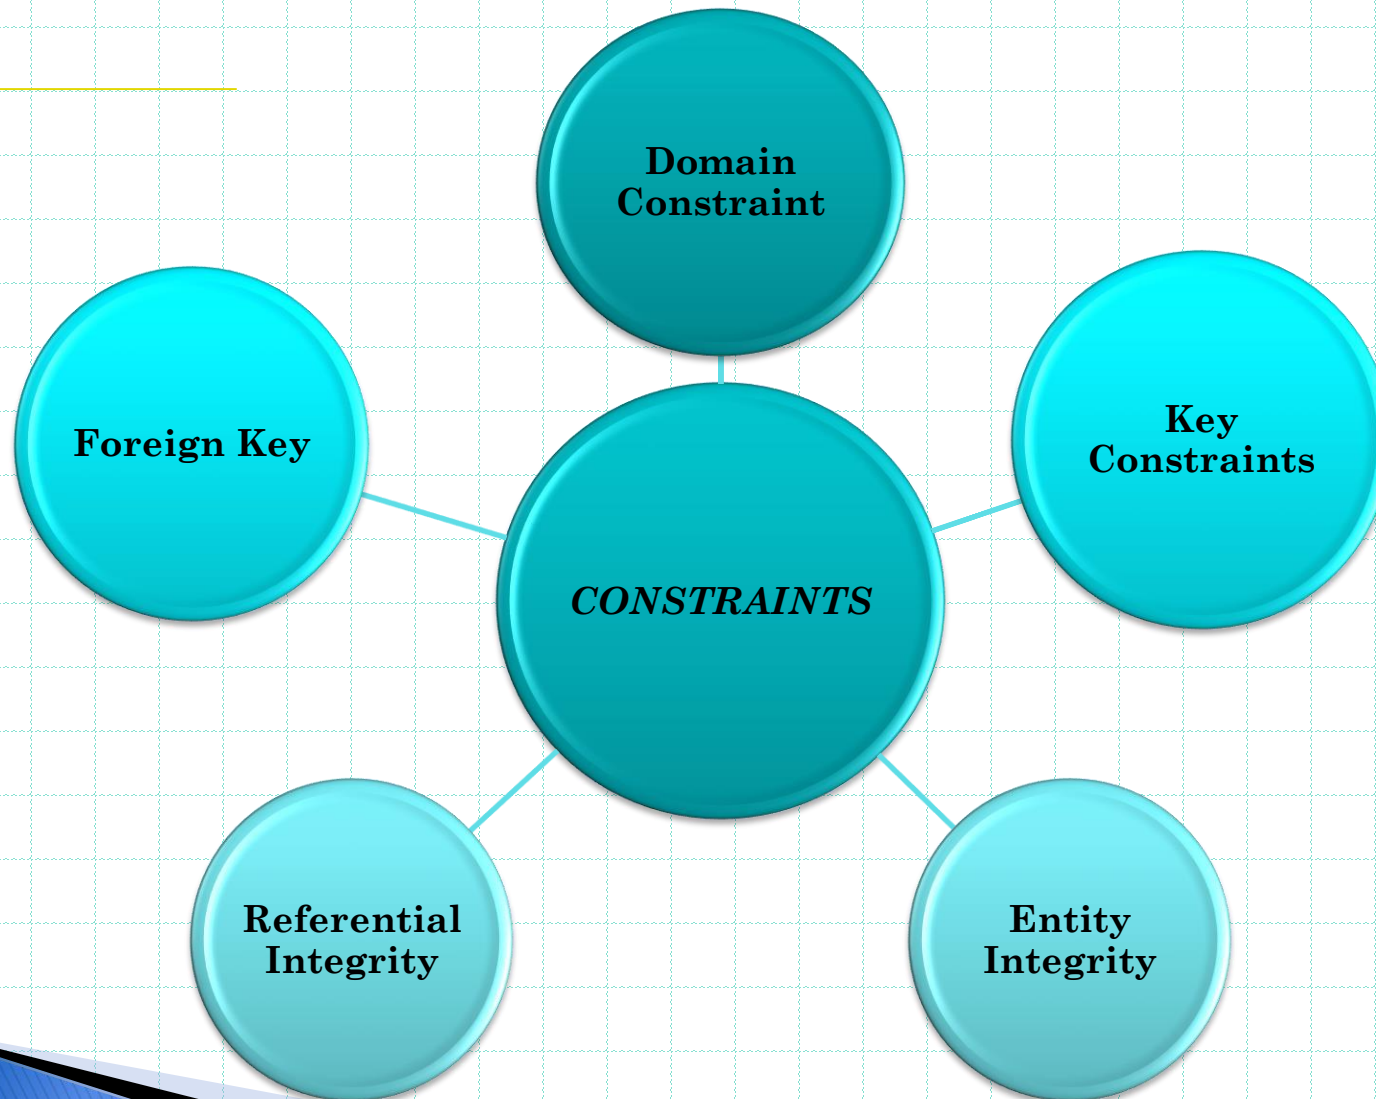 Domain
Constraint
Key
Constraints
Foreign Key
CONSTRAINTS
Referential
Integrity
Entity
Integrity